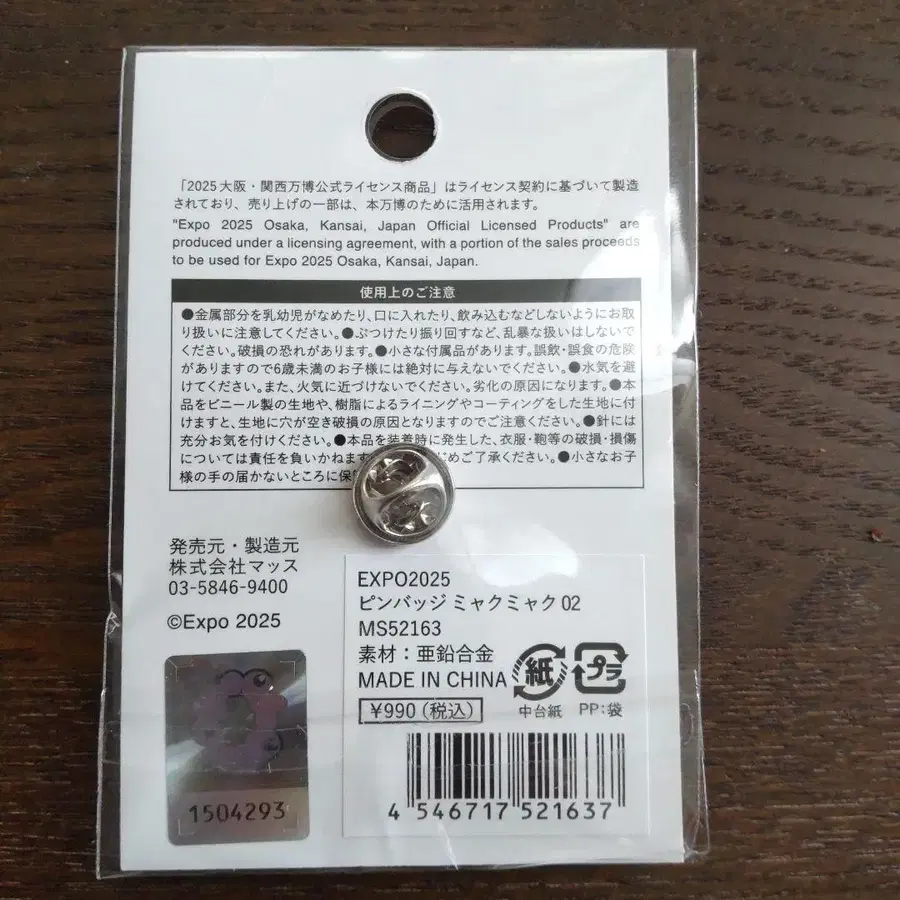 「2025大阪・関西万博公式ライセンス商品」はライセンス契約に基づいて製造
されており、売り上げの一部は、本万博のために活用されます。
"Expo 2025 Osaka, Kansai, Japan Official Licensed Products" are
produced under a licensing agreement, with a portion of the sales proceeds
to be used for Expo 2025 Osaka, Kansai, Japan.
使用上のご注意
●金属部分を乳幼児がなめたり、口に入れたり、飲み込むなどしないようにお取
り扱いに注意してください。●ぶつけたり振り回すなど、乱暴な扱いはしないで
ください。破損の恐れがあります。●小さな付属品があります。誤飲・誤食の危険
がありますので6歳未満のお子様には絶対に与えないでください。●水気を避
けてください。また、火気に近づけないでください。劣化の原因になります。●本
品をビニール製の生地や、樹脂によるライニングやコーティングをした生地に付
けますと、生地に穴が空き破損の原因となりますのでご注意ください。●針には
充分お気を付けください。●本品を装着時に発生した、衣服・鞄等の破損・損傷
については責任を負いかねます じめご了承ください。●小さなお子
様の手の届かないところに保
発売元・製造元
株式会社マッス
03-5846-9400
©Expo 2025
1504293
EXPO2025
ピンバッジ ミャクミャク 02
MS52163
素材：亜鉛合金
MADE IN CHINA
¥990（税込）
紙 プラ
中台紙 PP:袋
4 546717 521637